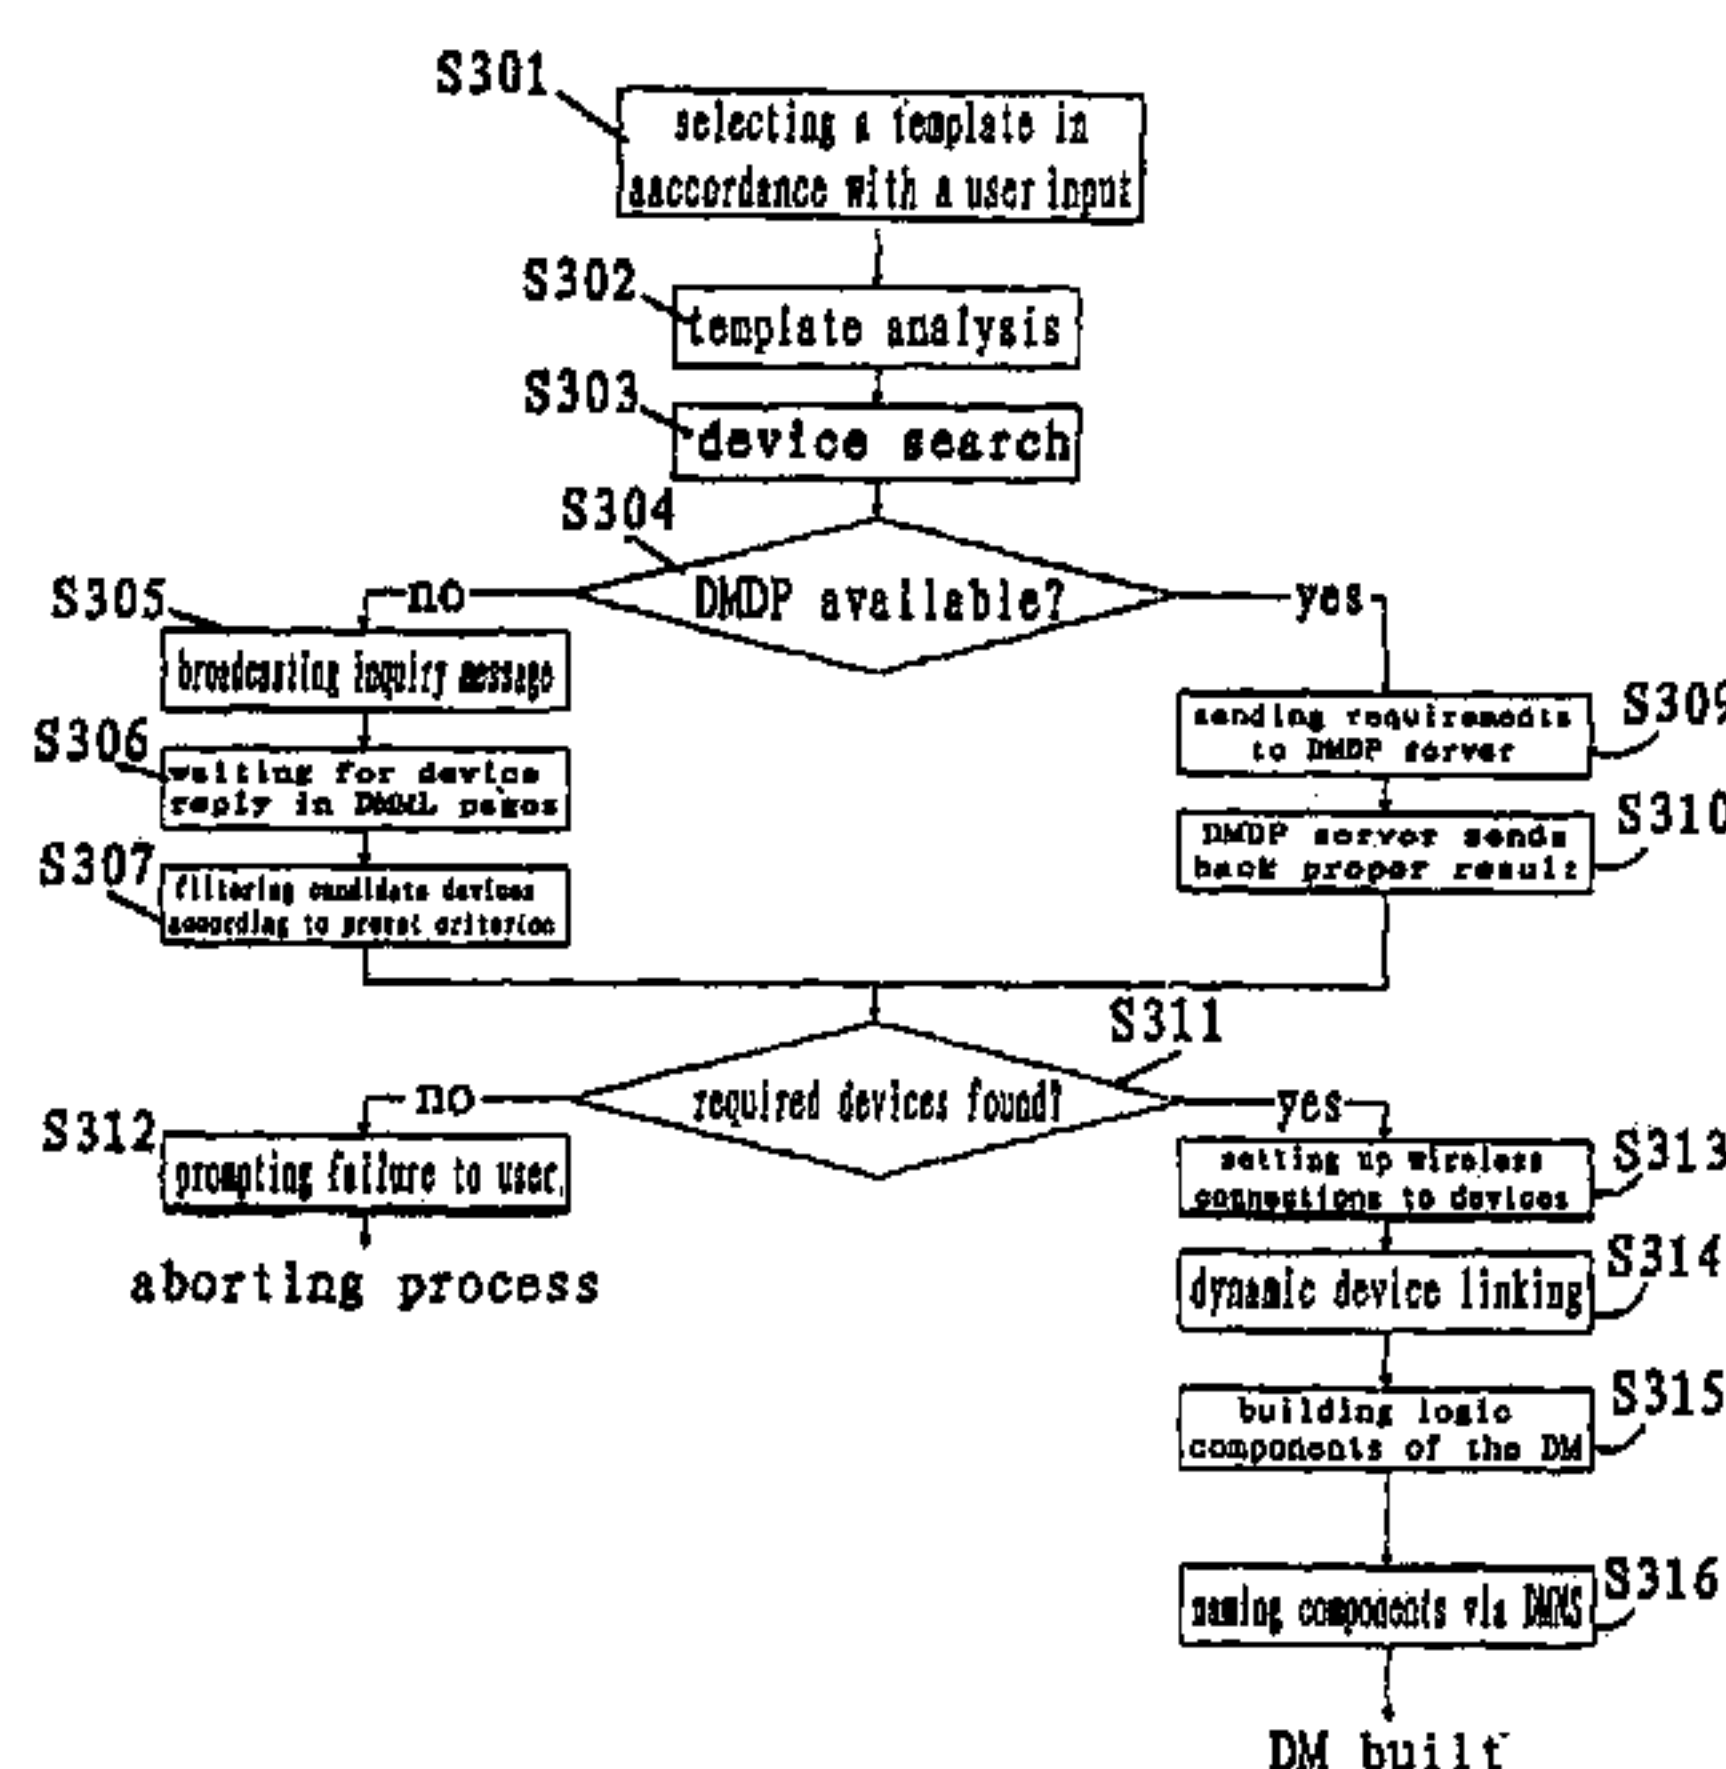 S301
selecting a template in
aaccordance with a user input
S302
template analysis
S303
device search
S304
DMDP available?
no
yes
S305
broadcasting inquiry message
S306
waiting for device
reply in DMML pages
S307
filtering candidate devices
according to preset criterion
S309
sending requirements
to DMDP server
S310
DMDP server sends
back proper result
S311
required devices found?
no
yes
S312
prompting failure to user
aborting process
S313
setting up wireless
connections to devices
S314
dynamic device linking
S315
building logic
components of the DM
S316
naming components via DMNS
DM built